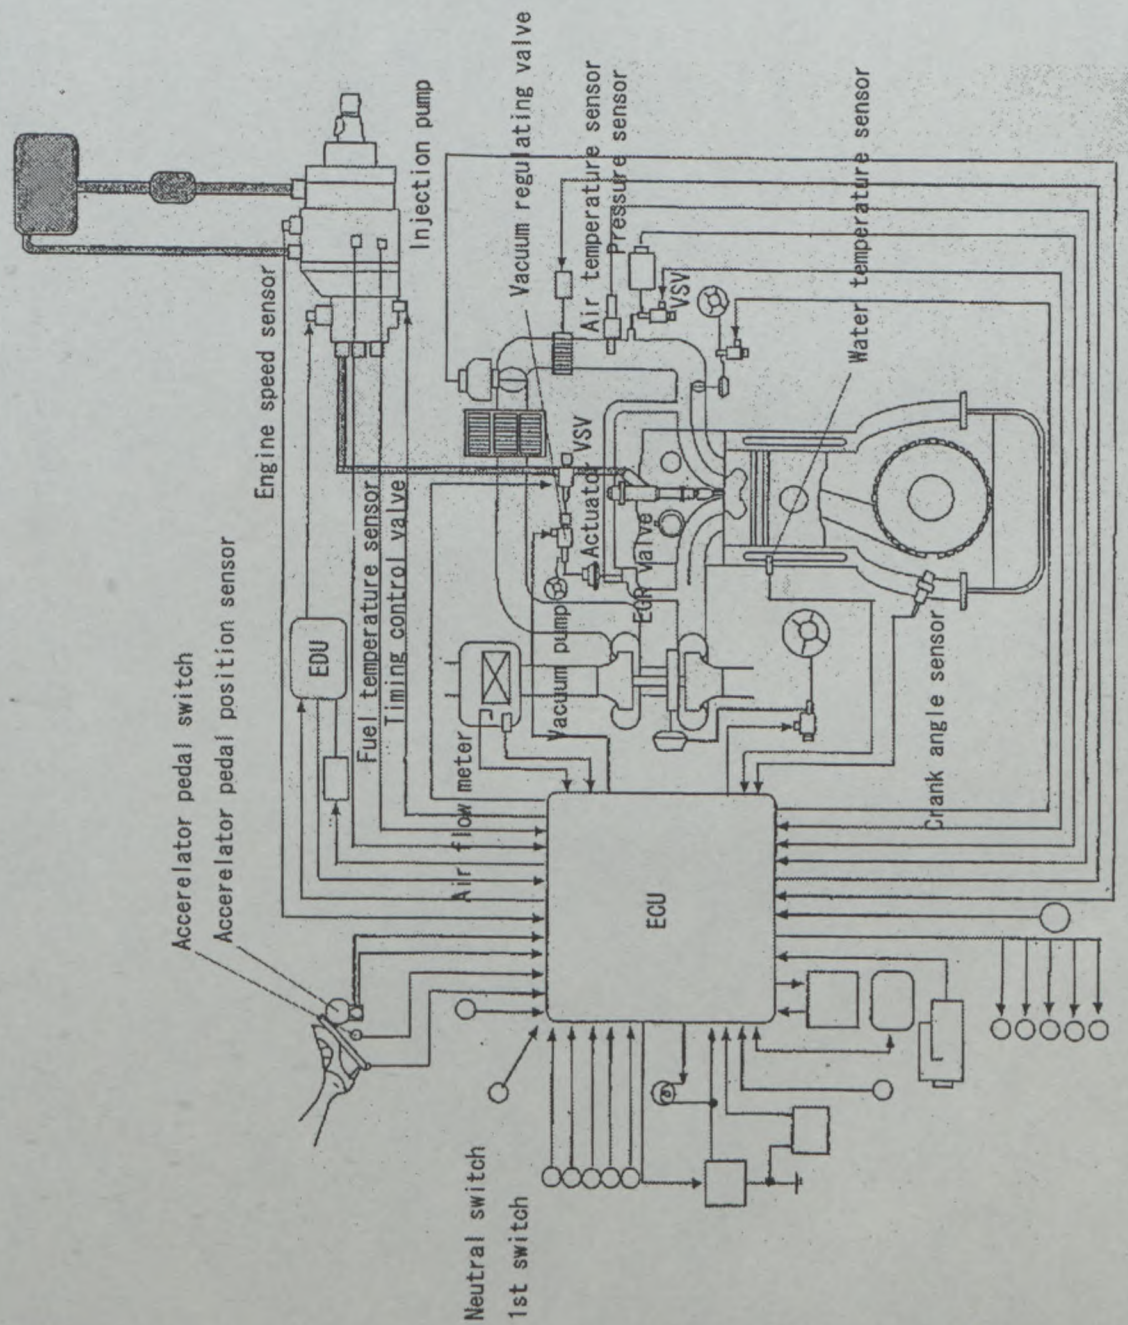 Accerelator pedal switch
Accerelator pedal position sensor
Engine speed sensor
Injection pump
EDU
Fuel temperature sensor
Timing control valve
Vacuum regulating valve
Air temperature sensor
Pressure sensor
VSV
Water temperature sensor
Actuator VSV
EGR valve
Vacuum pump
Air flow meter
Crank angle sensor
ECU
Neutral switch
1st switch